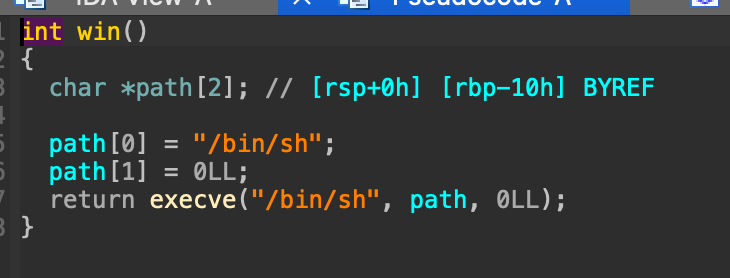 IDA View-A Pseudocode-A
1 int win()
2 {
3 char *path[2]; // [rsp+0h] [rbp-10h] BYREF
4
5 path[0] = "/bin/sh";
6 path[1] = 0LL;
7 return execve("/bin/sh", path, 0LL);
8 }